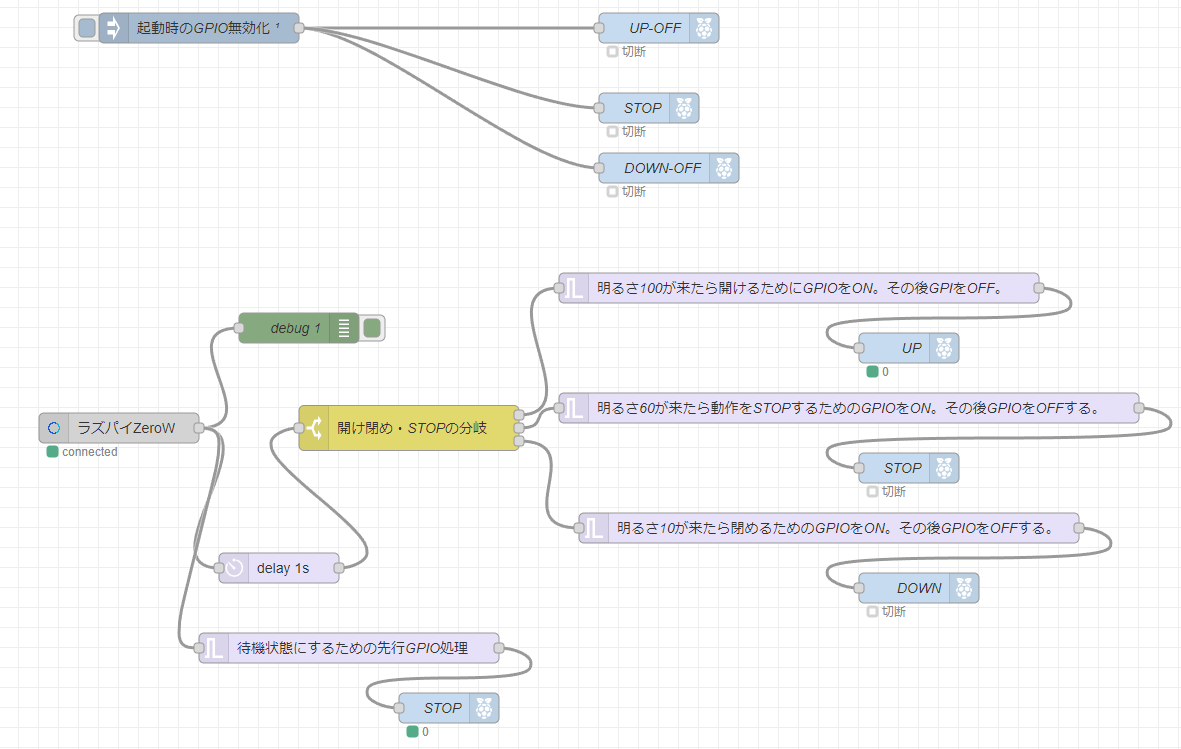 起動時のGPIO無効化 ¹
UP-OFF
切断
STOP
切断
DOWN-OFF
切断
明るさ100が来たら開けるためにGPIOをON。その後GPIをOFF。
debug 1
UP
0
明るさ60が来たら動作をSTOPするためのGPIOをON。その後GPIOをOFFする。
ラズパイZeroW
connected
開け閉め・STOPの分岐
STOP
切断
明るさ10が来たら閉めるためのGPIOをON。その後GPIOをOFFする。
delay 1s
DOWN
切断
待機状態にするための先行GPIO処理
STOP
0